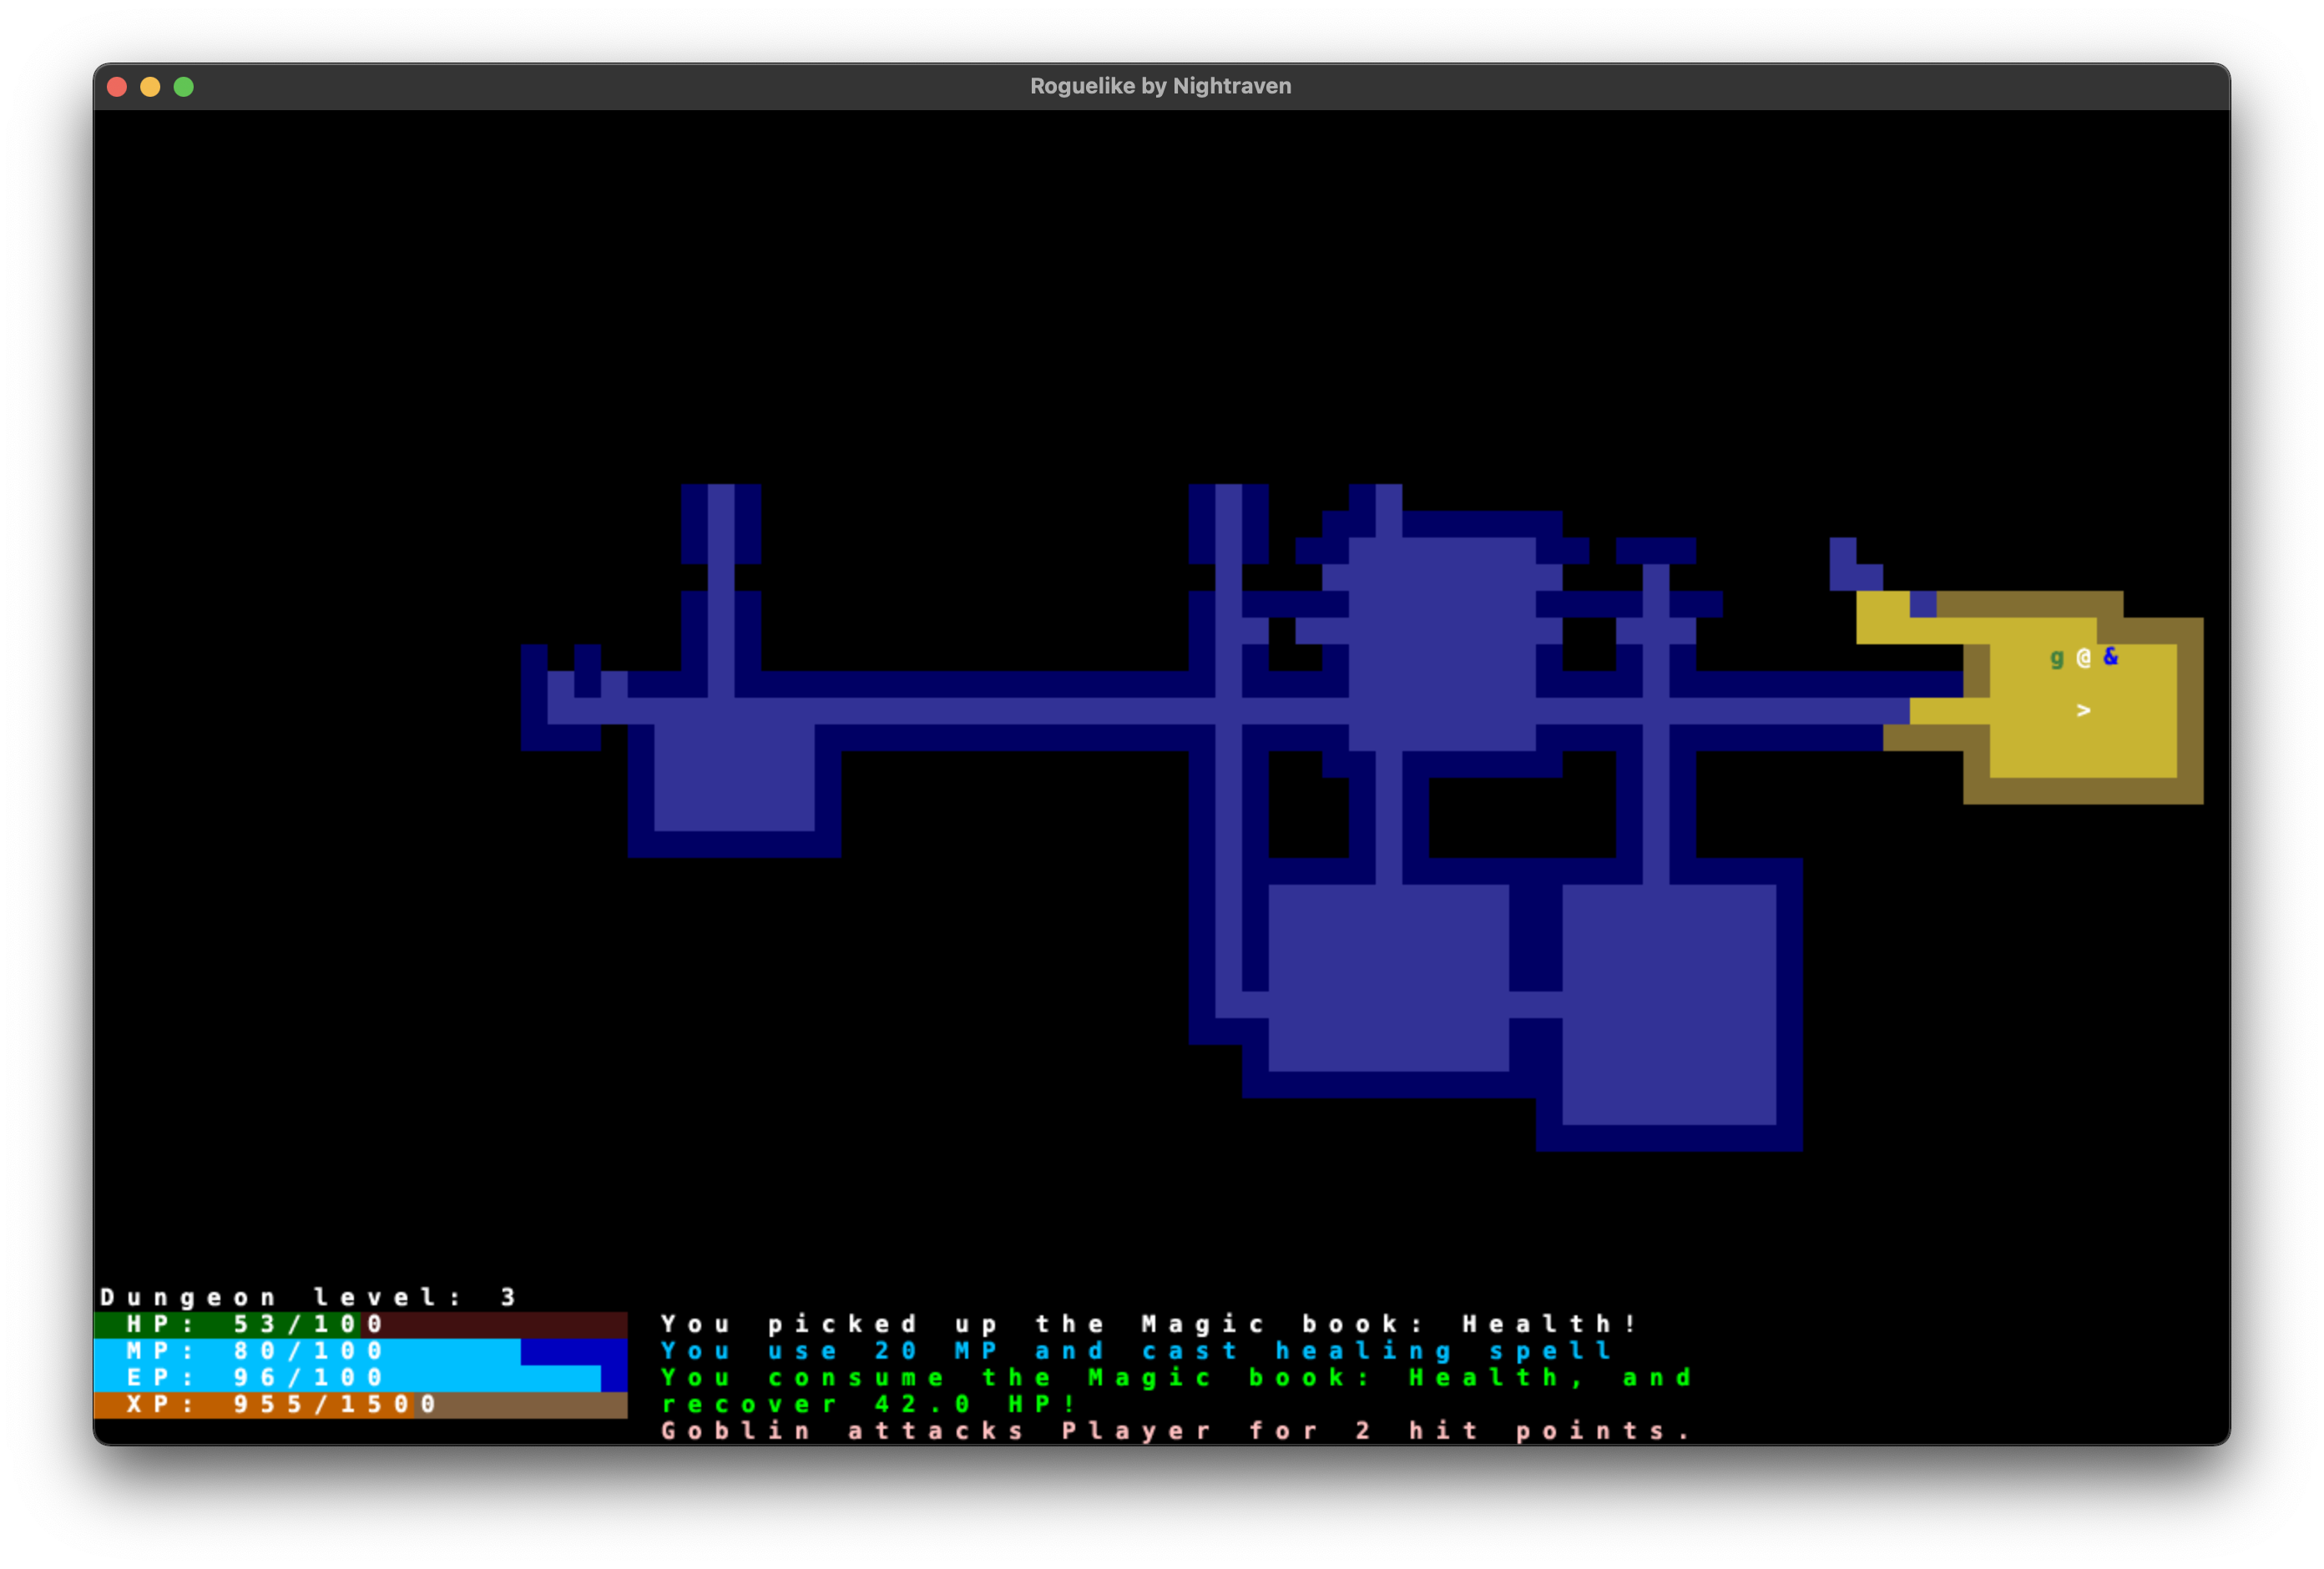 Roguelike by Nightraven
g@&
>
Dungeon level: 3
HP: 53/100
MP: 80/100
EP: 96/100
XP: 955/1500
You picked up the Magic book: Health!
You use 20 MP and cast healing spell
You consume the Magic book: Health, and
recover 42.0 HP!
Goblin attacks Player for 2 hit points.